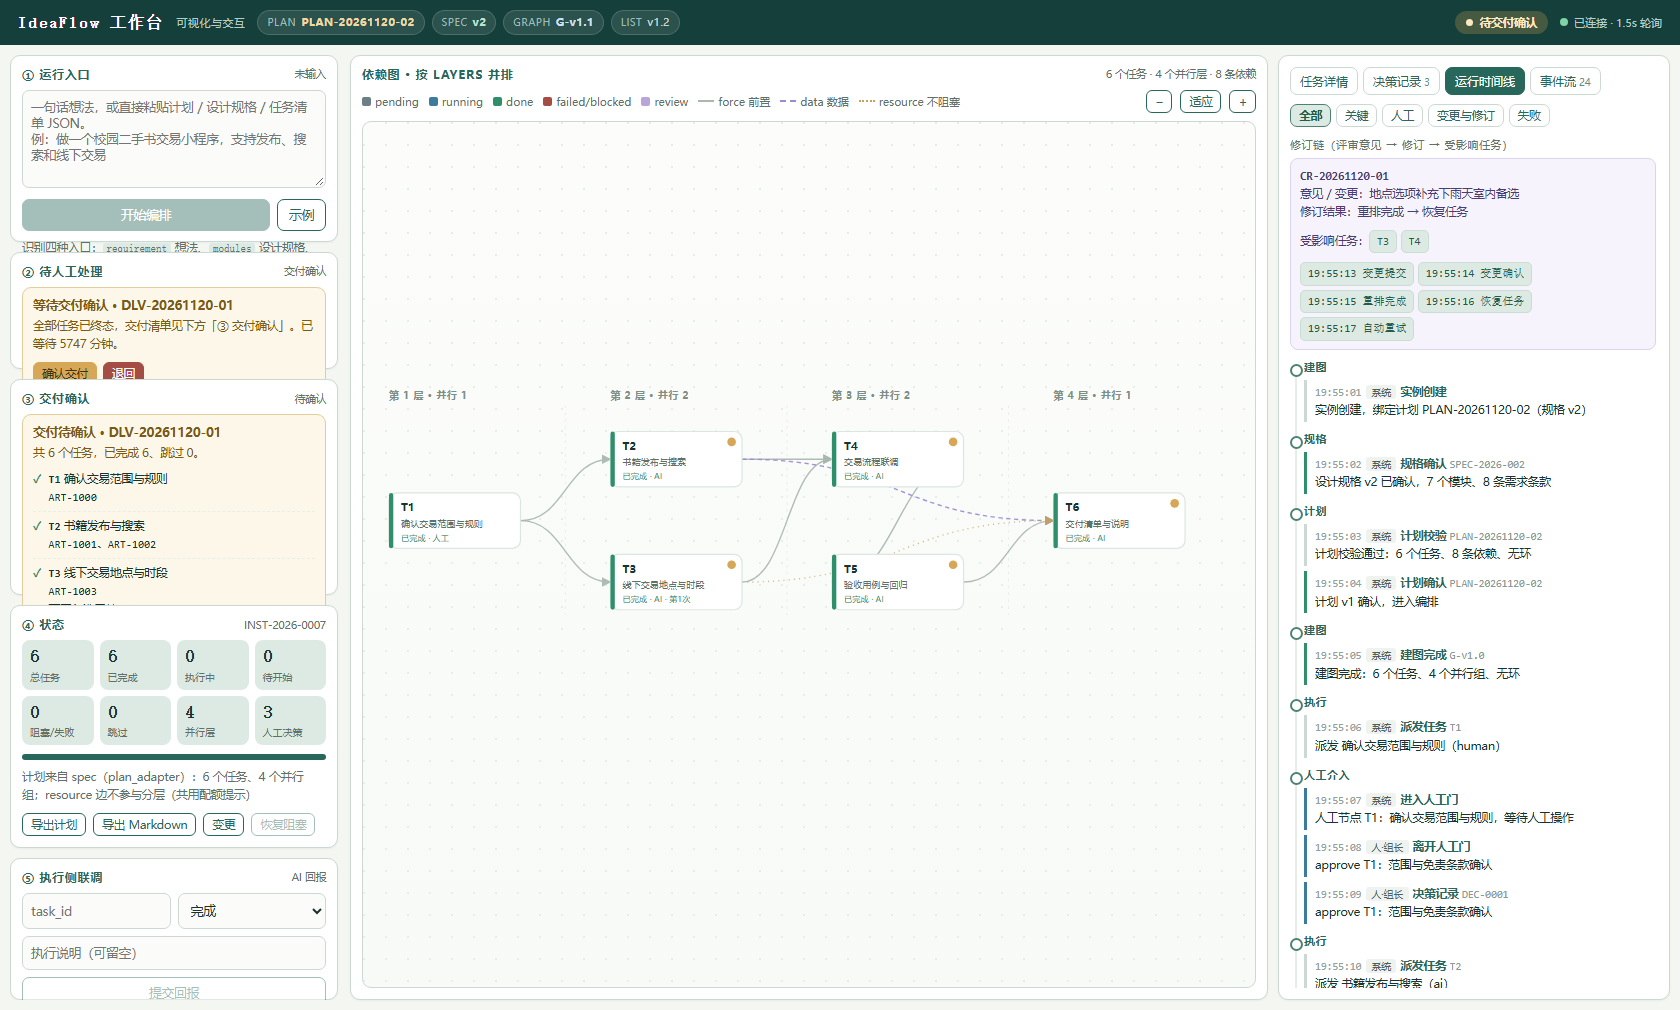 IdeaFlow 工作台
可视化与交互
PLAN PLAN-20261120-02
SPEC v2
GRAPH G-v1.1
LIST v1.2
待交付确认
已连接 · 1.5s 轮询
① 运行入口
未输入
一句话想法，或直接粘贴计划 / 设计规格 / 任务清
单 JSON。
例：做一个校园二手书交易小程序，支持发布、搜
索和线下交易
开始编排
示例
识别四种入口：requirement 想法、modules 设计规格、
② 待人工处理
交付确认
等待交付确认 • DLV-20261120-01
全部任务已终态，交付清单见下方「③ 交付确认」。已
等待 5747 分钟。
确认交付
退回
③ 交付确认
待确认
交付待确认 • DLV-20261120-01
共 6 个任务，已完成 6、跳过 0。
✓ T1 确认交易范围与规则
ART-1000
✓ T2 书籍发布与搜索
ART-1001、ART-1002
✓ T3 线下交易地点与时段
ART-1003
④ 状态
INST-2026-0007
6
总任务
6
已完成
0
执行中
0
待开始
0
阻塞/失败
0
跳过
4
并行层
3
人工决策
计划来自 spec（plan_adapter）：6 个任务、4 个并行
组；resource 边不参与分层（共用配额提示）
导出计划
导出 Markdown
变更
恢复阻塞
⑤ 执行侧联调
AI 回报
task_id
完成
执行说明（可留空）
提交回报
依赖图 • 按 LAYERS 并排
6 个任务 · 4 个并行层 · 8 条依赖
pending
running
done
failed/blocked
review
force 前置
data 数据
resource 不阻塞
−
适应
+
第 1 层 • 并行 1
第 2 层 • 并行 2
第 3 层 • 并行 2
第 4 层 • 并行 1
T1
确认交易范围与规则
已完成 · 人工
T2
书籍发布与搜索
已完成 · AI
T3
线下交易地点与时段
已完成 · AI · 第1次
T4
交易流程联调
已完成 · AI
T5
验收用例与回归
已完成 · AI
T6
交付清单与说明
已完成 · AI
任务详情
决策记录 3
运行时间线
事件流 24
全部
关键
人工
变更与修订
失败
修订链（评审意见 → 修订 → 受影响任务）
CR-20261120-01
意见 / 变更：地点选项补充下雨天室内备选
修订结果：重排完成 → 恢复任务
受影响任务： T3 T4
19:55:13 变更提交
19:55:14 变更确认
19:55:15 重排完成
19:55:16 恢复任务
19:55:17 自动重试
建图
19:55:01 系统 实例创建
实例创建，绑定计划 PLAN-20261120-02（规格 v2）
规格
19:55:02 系统 规格确认 SPEC-2026-002
设计规格 v2 已确认，7 个模块、8 条需求条款
计划
19:55:03 系统 计划校验 PLAN-20261120-02
计划校验通过：6 个任务、8 条依赖、无环
19:55:04 系统 计划确认 PLAN-20261120-02
计划 v1 确认，进入编排
建图
19:55:05 系统 建图完成 G-v1.0
建图完成：6 个任务、4 个并行组、无环
执行
19:55:06 系统 派发任务 T1
派发 确认交易范围与规则（human）
人工介入
19:55:07 系统 进入人工门
人工节点 T1：确认交易范围与规则，等待人工操作
19:55:08 人·组长 离开人工门
approve T1：范围与免责条款确认
19:55:09 人·组长 决策记录 DEC-0001
approve T1：范围与免责条款确认
执行
19:55:10 系统 派发任务 T2
派发 书籍发布与搜索（ai）